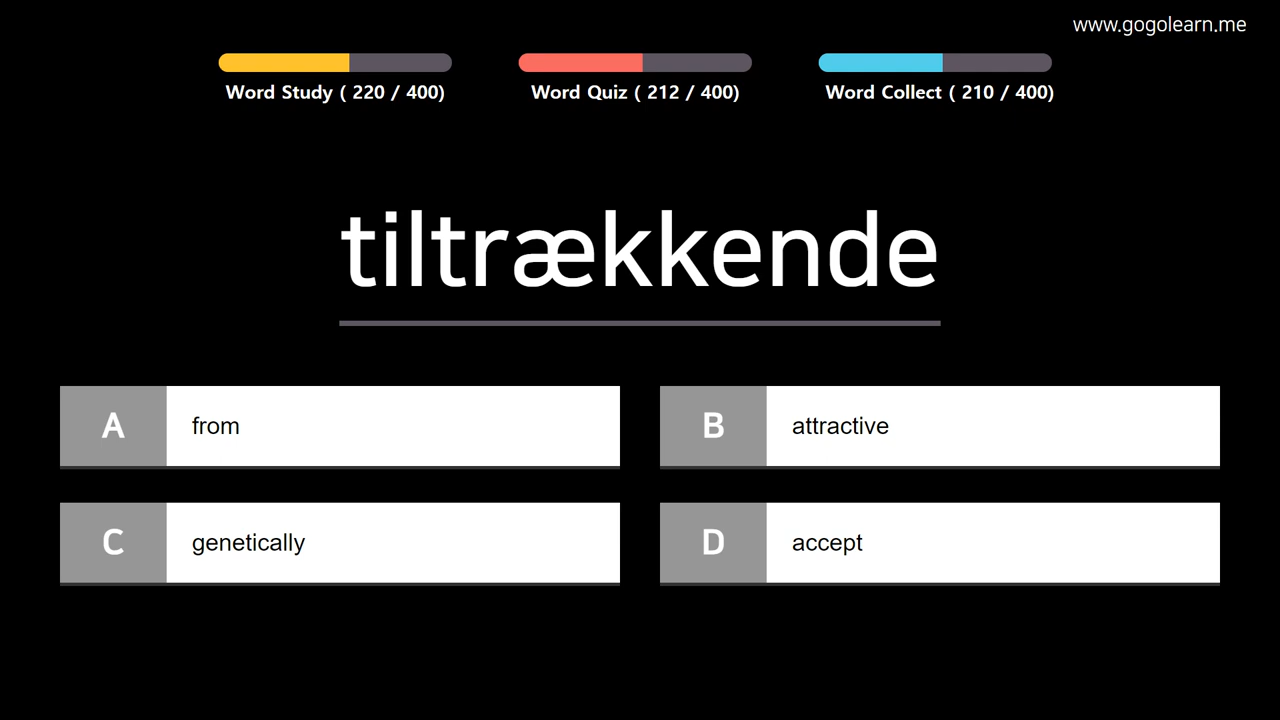 www.gogolearn.me
Word Study ( 220 / 400)
Word Quiz ( 212 / 400)
Word Collect ( 210 / 400)
tiltrækkende
A from
B attractive
C genetically
D accept